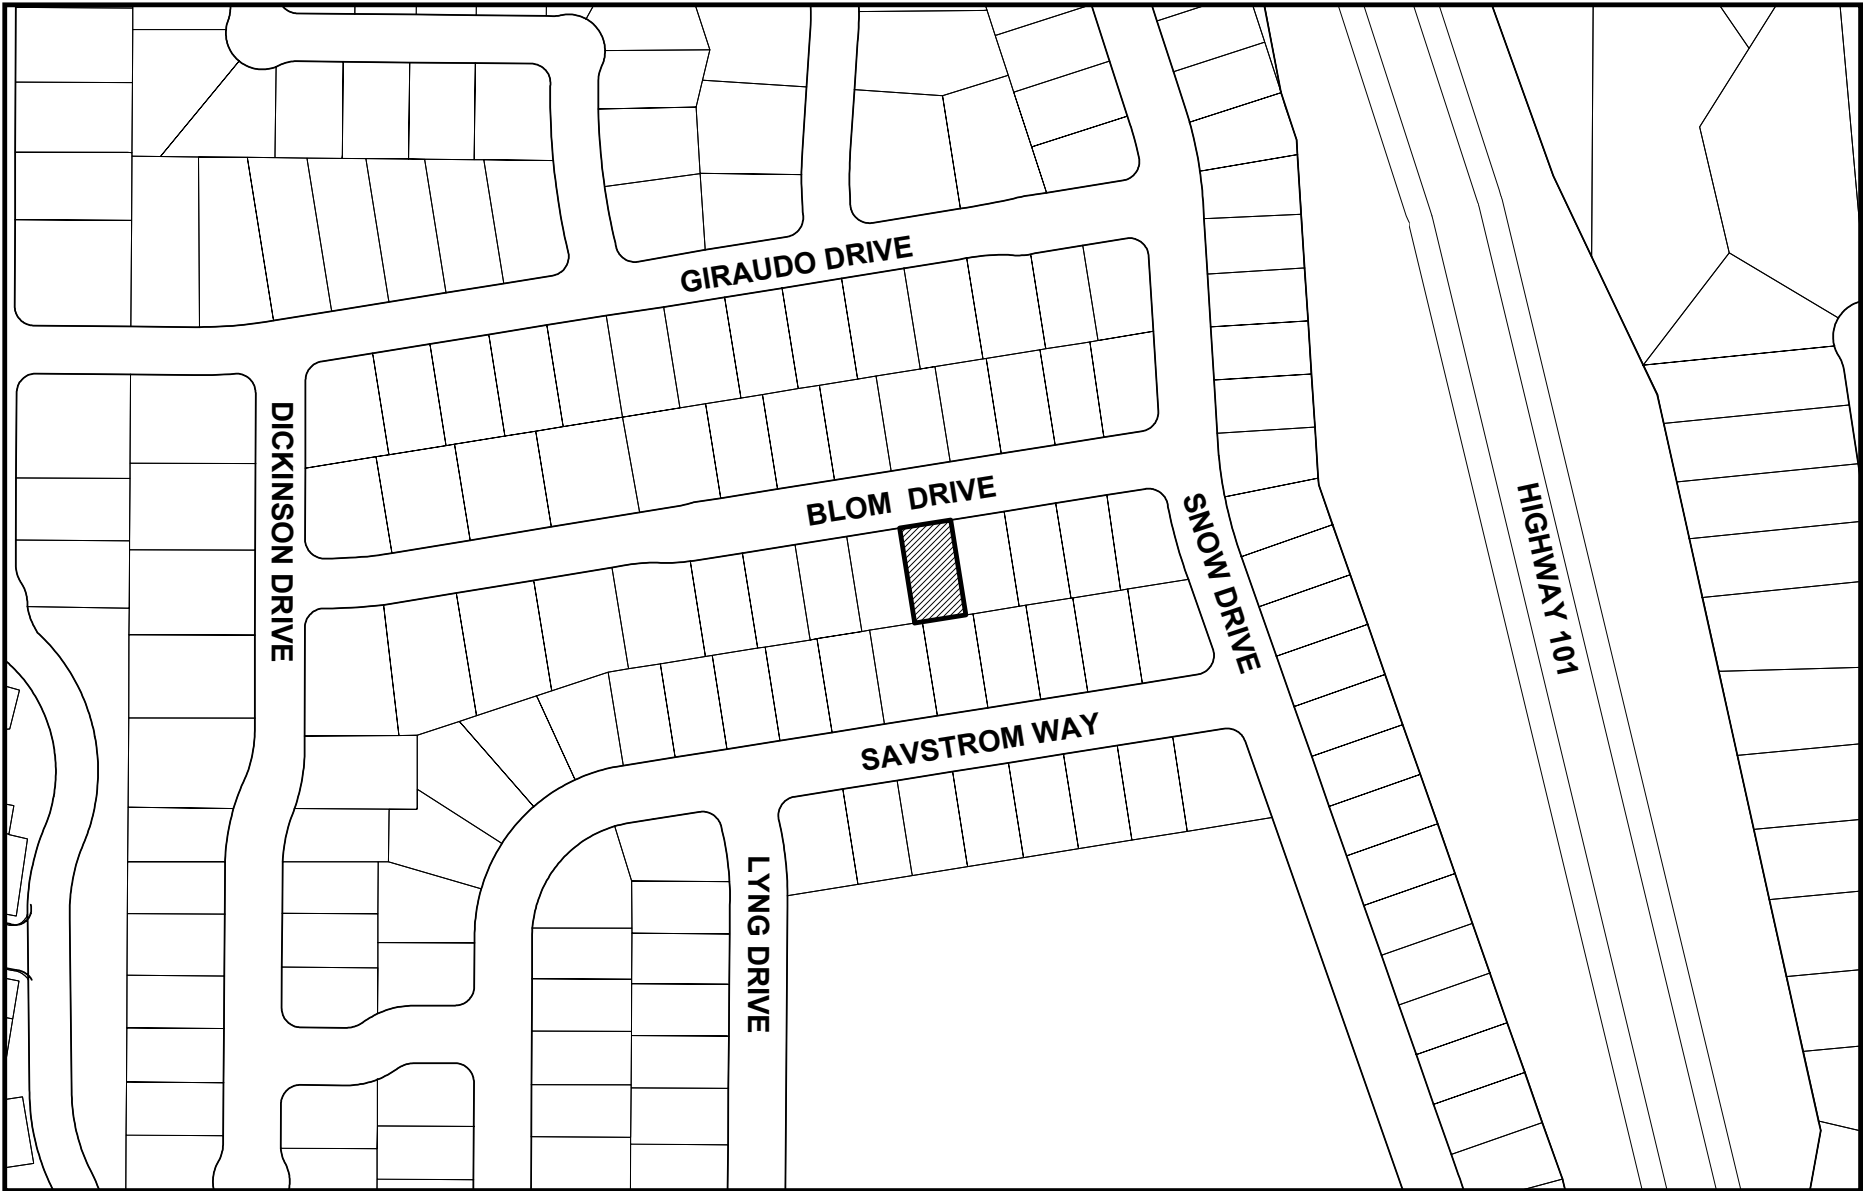 GIRAUDO DRIVE
DICKINSON DRIVE
BLOM DRIVE
SNOW DRIVE
HIGHWAY 101
SAVSTROM WAY
LYNG DRIVE